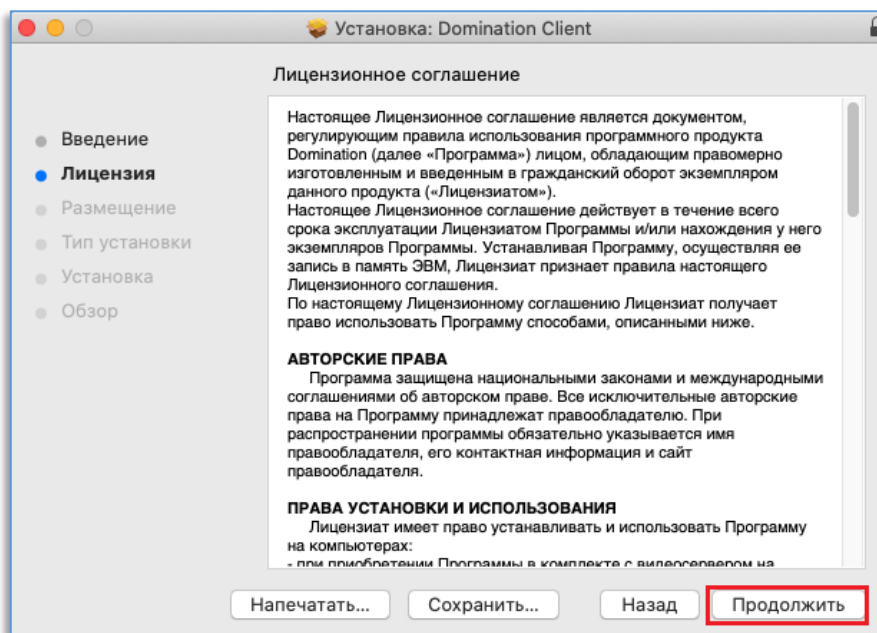 Установка: Domination Client
Лицензионное соглашение
Введение
Лицензия
Размещение
Тип установки
Установка
Обзор
Настоящее Лицензионное соглашение является документом,
регулирующим правила использования программного продукта
Domination (далее «Программа») лицом, обладающим правомерно
изготовленным и введенным в гражданский оборот экземпляром
данного продукта («Лицензиатом»).
Настоящее Лицензионное соглашение действует в течение всего
срока эксплуатации Лицензиатом Программы и/или нахождения у него
экземпляров Программы. Устанавливая Программу, осуществляя ее
запись в память ЭВМ, Лицензиат признает правила настоящего
Лицензионного соглашения.
По настоящему Лицензионному соглашению Лицензиат получает
право использовать Программу способами, описанными ниже.
АВТОРСКИЕ ПРАВА
Программа защищена национальными законами и международными
соглашениями об авторском праве. Все исключительные авторские
права на Программу принадлежат правообладателю. При
распространении программы обязательно указывается имя
правообладателя, его контактная информация и сайт
правообладателя.
ПРАВА УСТАНОВКИ И ИСПОЛЬЗОВАНИЯ
Лицензиат имеет право устанавливать и использовать Программу
на компьютерах:
- при приобретении Программы в комплекте с видеосервером на
Напечатать...
Сохранить...
Назад
Продолжить